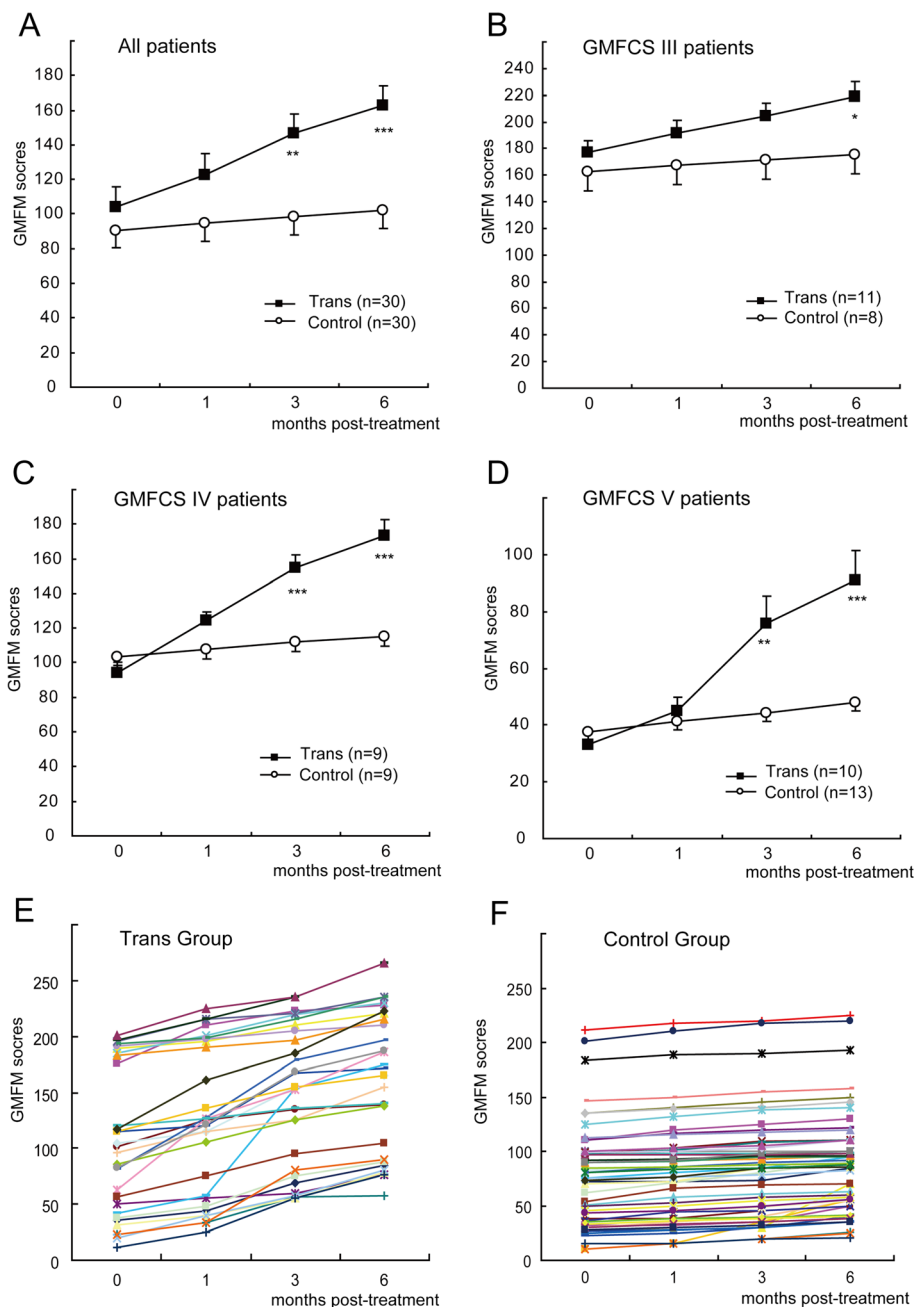 A
All patients
GMFM socres
180
160
140
120
100
80
60
40
20
0
**
***
Trans (n=30)
Control (n=30)
0 1 3 6
months post-treatment
B
GMFCS III patients
GMFM socres
240
220
200
180
160
140
120
100
80
60
40
20
0
*
Trans (n=11)
Control (n=8)
0 1 3 6
months post-treatment
C
GMFCS IV patients
GMFM socres
180
160
140
120
100
80
60
40
20
0
***
***
Trans (n=9)
Control (n=9)
0 1 3 6
months post-treatment
D
GMFCS V patients
GMFM socres
100
80
60
40
20
0
**
***
Trans (n=10)
Control (n=13)
0 1 3 6
months post-treatment
E
Trans Group
GMFM socres
250
200
150
100
50
0
0 1 3 6
months post-treatment
F
Control Group
GMFM socres
250
200
150
100
50
0
0 1 3 6
months post-treatment